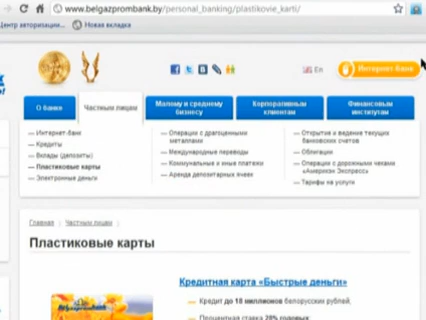 www.belgazprombank.by/personal_banking/plastikovie_karti/
Центр авторизации...
Новая вкладка
En
Интернет банк
О банке
Частным лицам
Малому и среднему бизнесу
Корпоративным клиентам
Финансовым институтам
— Интернет-банк
— Кредиты
— Вклады (депозиты)
— Пластиковые карты
— Электронные деньги
— Операции с драгоценными
металлами
— Международные переводы
— Коммунальные и иные платежи
— Аренда депозитарных ячеек
— Открытие и ведение текущих
банковских счетов
— Облигации
— Операции с дорожными чеками
«Американ Экспресс»
— Тарифы на услуги
Главная Частным лицам
Пластиковые карты
Кредитная карта «Быстрые деньги»
— Кредит до 18 миллионов белорусских рублей;
— Процентная ставка 20% годовых;